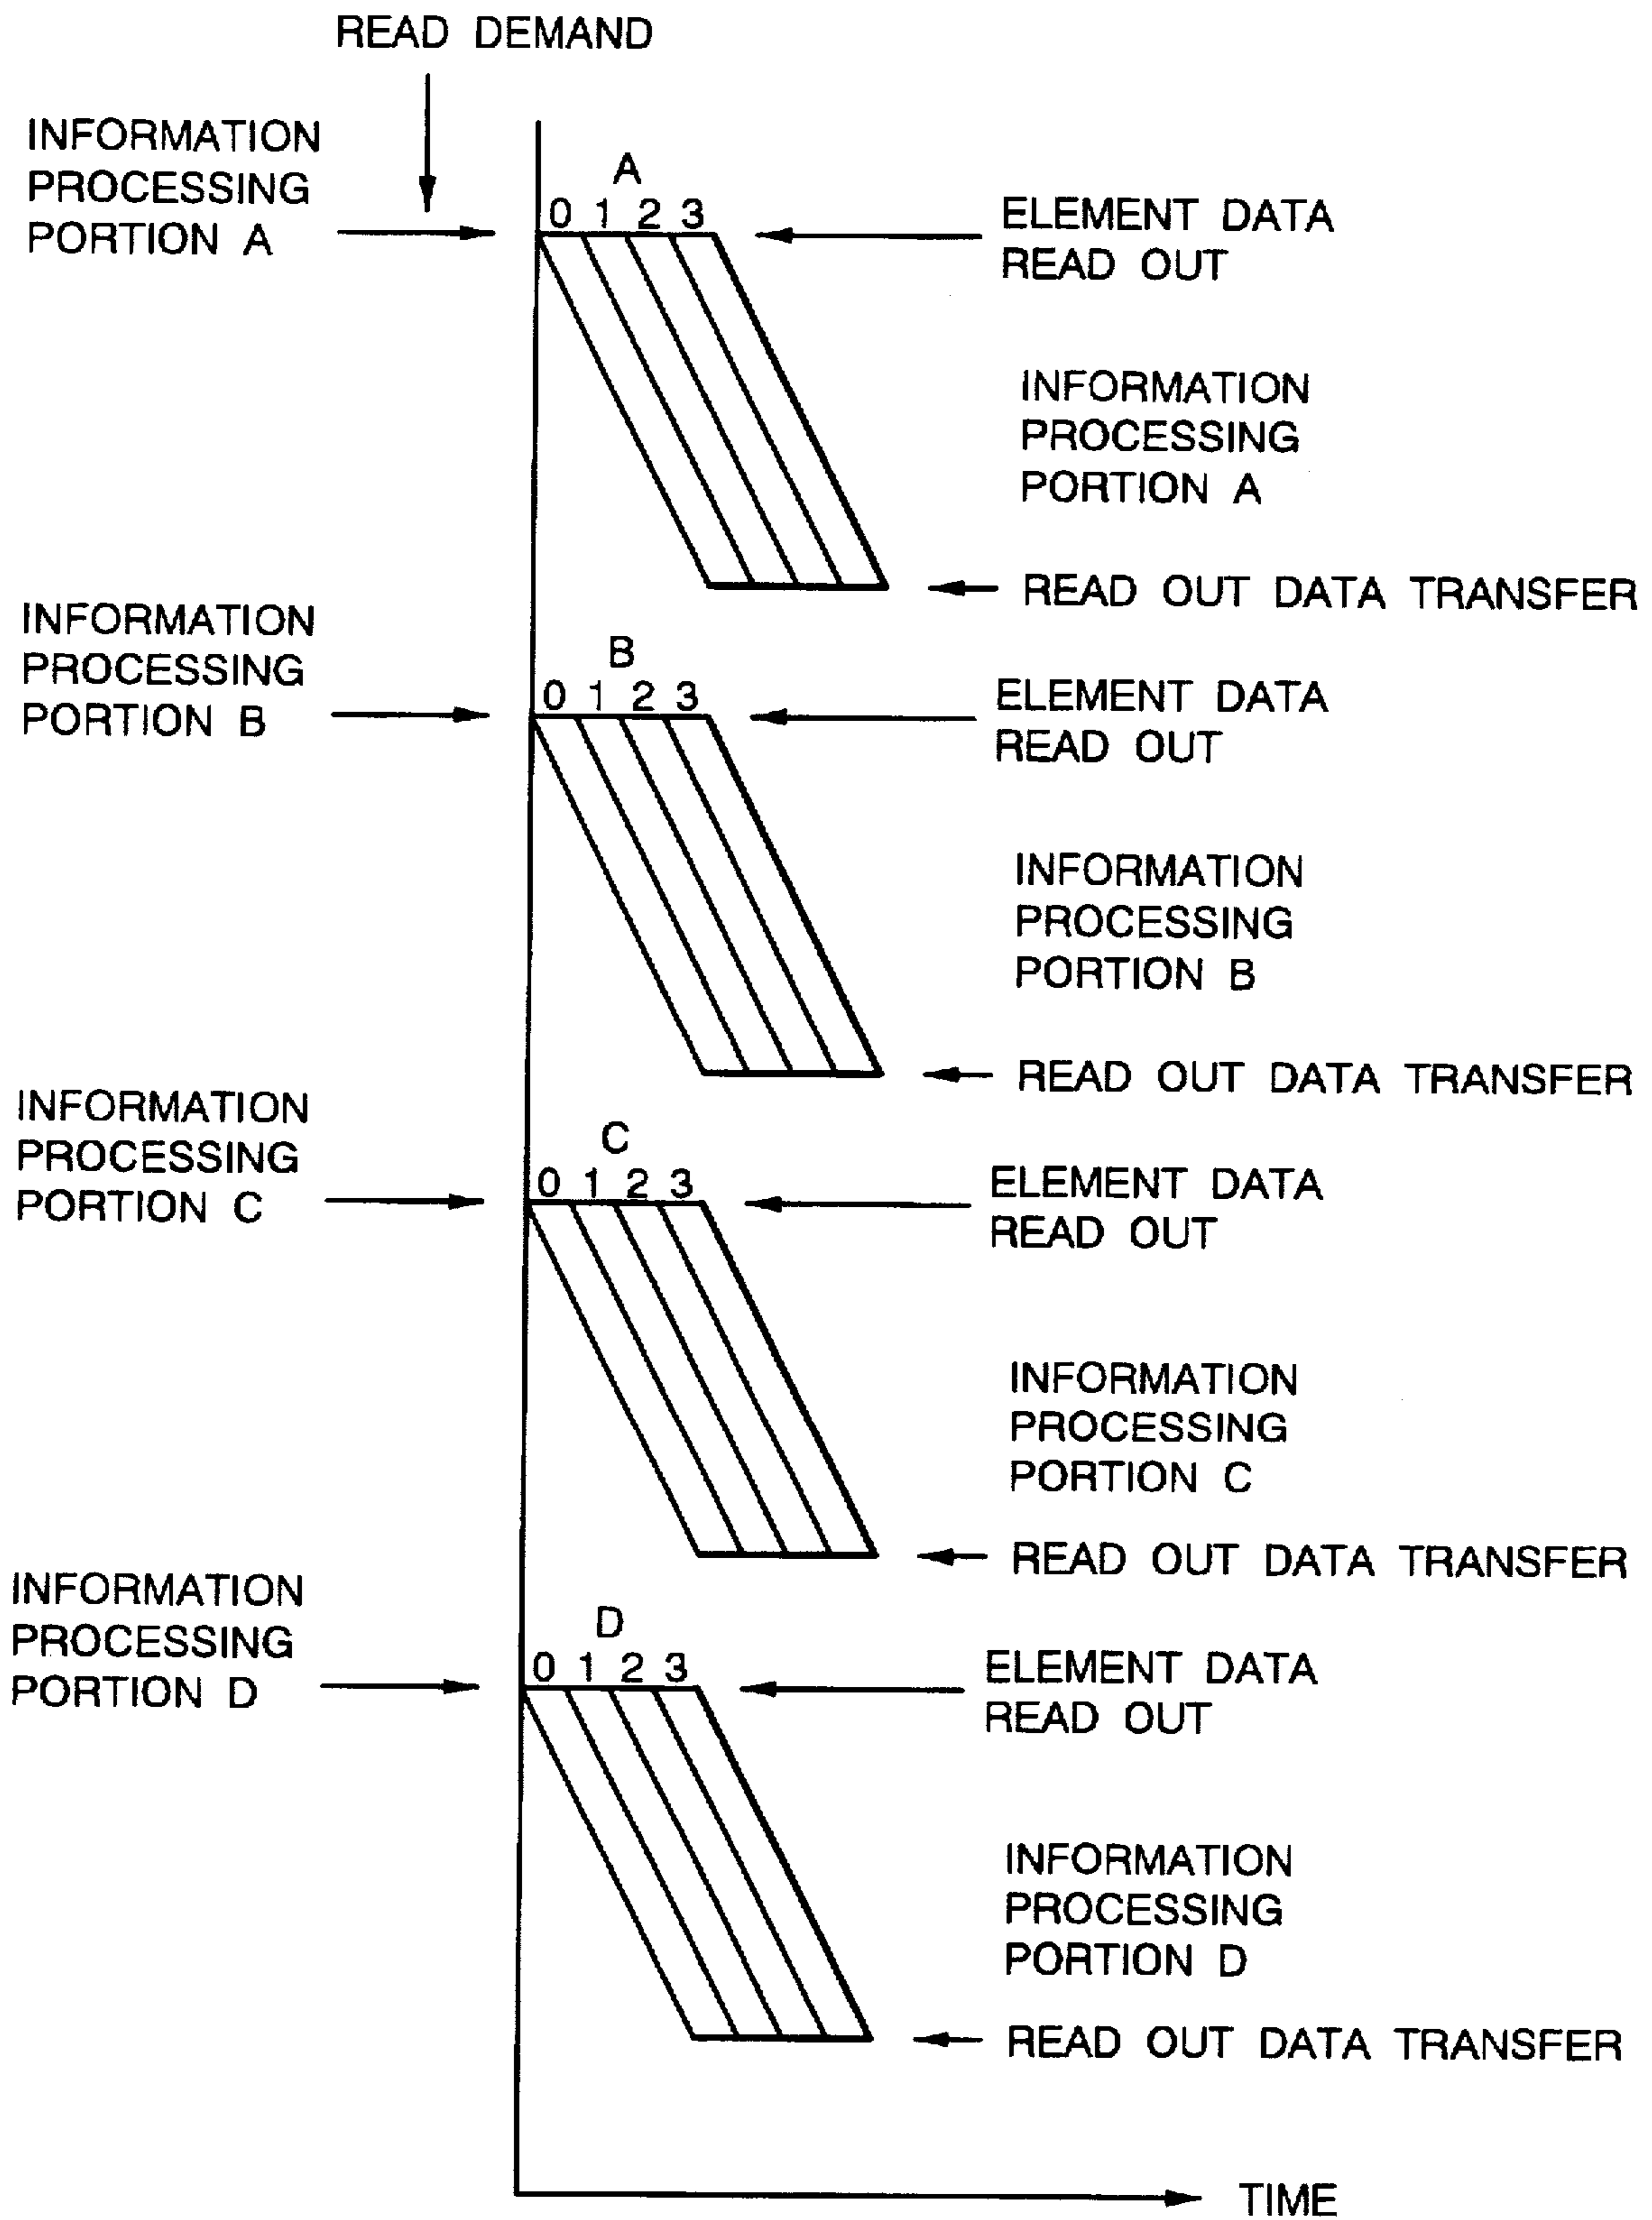 READ DEMAND
INFORMATION
PROCESSING
PORTION A
A
0 1 2 3
ELEMENT DATA
READ OUT
INFORMATION
PROCESSING
PORTION A
READ OUT DATA TRANSFER
INFORMATION
PROCESSING
PORTION B
B
0 1 2 3
ELEMENT DATA
READ OUT
INFORMATION
PROCESSING
PORTION B
READ OUT DATA TRANSFER
INFORMATION
PROCESSING
PORTION C
C
0 1 2 3
ELEMENT DATA
READ OUT
INFORMATION
PROCESSING
PORTION C
READ OUT DATA TRANSFER
INFORMATION
PROCESSING
PORTION D
D
0 1 2 3
ELEMENT DATA
READ OUT
INFORMATION
PROCESSING
PORTION D
READ OUT DATA TRANSFER
TIME